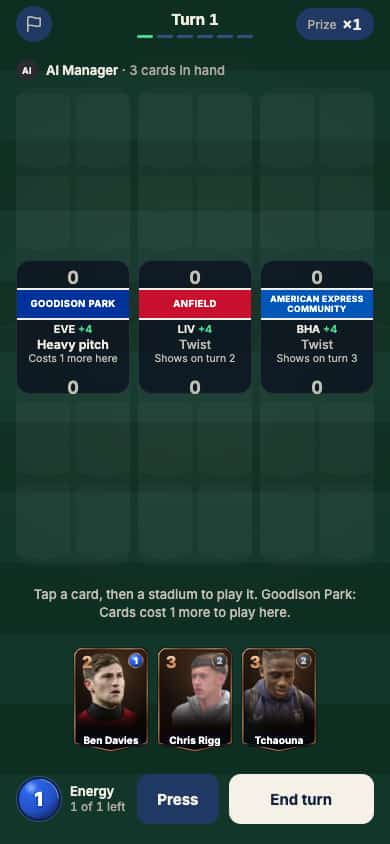 Turn 1
Prize ×1
AI AI Manager · 3 cards in hand
0 0 0
GOODISON PARK
ANFIELD
AMERICAN EXPRESS
COMMUNITY
EVE +4
Heavy pitch
Costs 1 more here
LIV +4
Twist
Shows on turn 2
BHA +4
Twist
Shows on turn 3
0 0 0
Tap a card, then a stadium to play it. Goodison Park:
Cards cost 1 more to play here.
2 1
Ben Davies
3 2
Chris Rigg
3 2
Tchaouna
1
Energy
1 of 1 left
Press
End turn